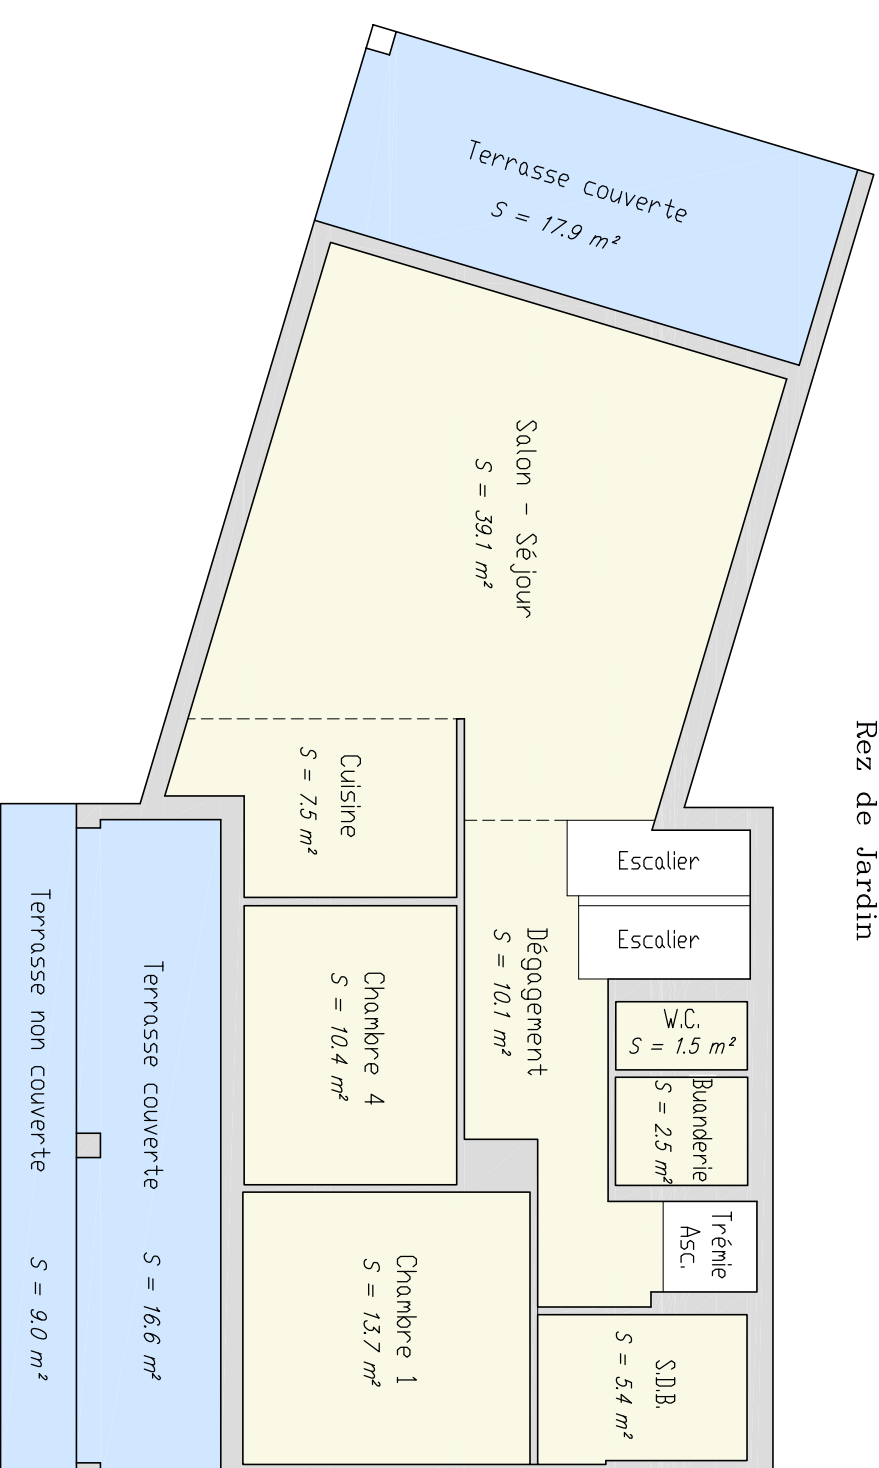 Rez de Jardin
Terrasse couverte
S = 17.9 m²
Salon - Séjour
S = 39.1 m²
Cuisine
S = 7.5 m²
Escalier
Escalier
Dégagement
S = 10.1 m²
W.C.
S = 1.5 m²
Buanderie
S = 2.5 m²
Chambre 4
S = 10.4 m²
Trémie
Asc.
Chambre 1
S = 13.7 m²
S.D.B.
S = 5.4 m²
Terrasse couverte S = 16.6 m²
Terrasse non couverte S = 9.0 m²